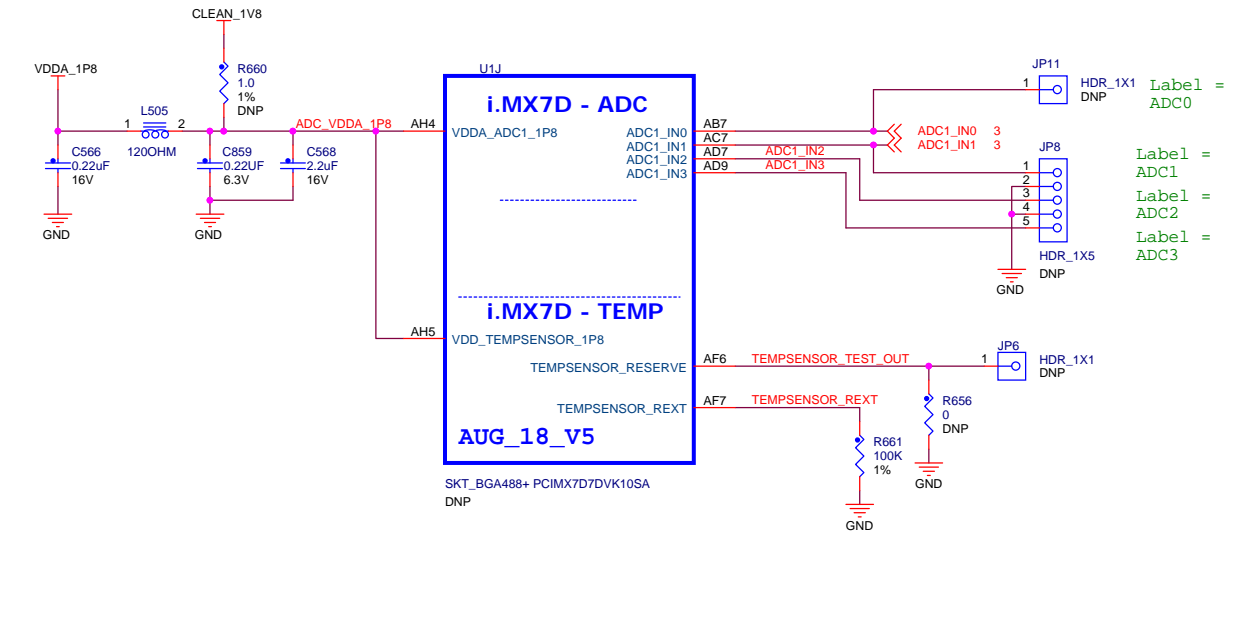 CLEAN_1V8
VDDA_1P8
R660
1.0
1%
DNP
L505
1
2
120OHM
C566
0.22uF
16V
GND
C859
0.22UF
6.3V
GND
C568
2.2uF
16V
ADC_VDDA_1P8
AH4
AH5
U1J
i.MX7D - ADC
VDDA_ADC1_1P8
ADC1_IN0
ADC1_IN1
ADC1_IN2
ADC1_IN3
i.MX7D - TEMP
VDD_TEMPSENSOR_1P8
TEMPSENSOR_RESERVE
TEMPSENSOR_REXT
AUG_18_V5
SKT_BGA488+ PCIMX7D7DVK10SA
DNP
AB7
AC7
AD7
AD9
ADC1_IN2
ADC1_IN3
ADC1_IN0 3
ADC1_IN1 3
JP11
1
HDR_1X1
DNP
Label =
ADC0
JP8
1
2
3
4
5
HDR_1X5
DNP
GND
Label =
ADC1
Label =
ADC2
Label =
ADC3
AF6
TEMPSENSOR_TEST_OUT
JP6
1
HDR_1X1
DNP
AF7
TEMPSENSOR_REXT
R656
0
DNP
GND
R661
100K
1%
GND